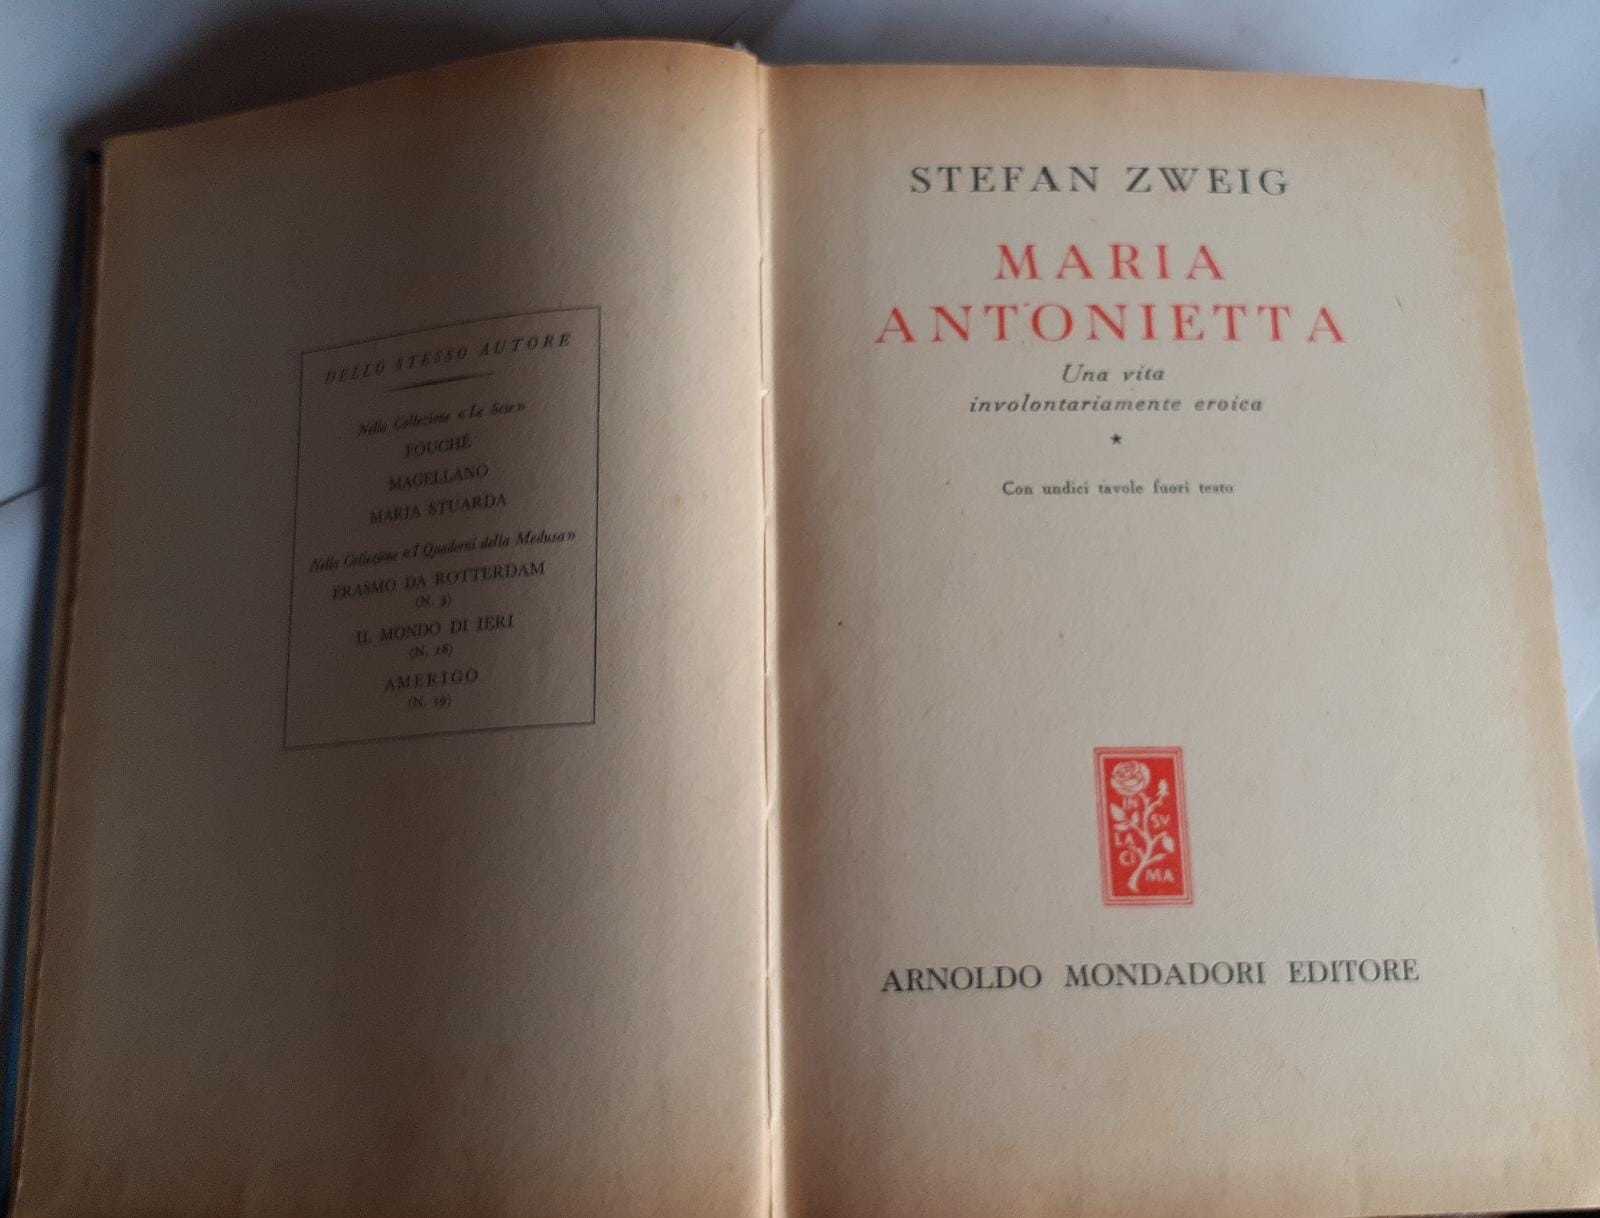 DELLO STESSO AUTORE
Nella Collezione « Le Scie »
FOUCHÉ
MAGELLANO
MARIA STUARDA
Nella Collezione « I Quaderni della Medusa »
ERASMO DA ROTTERDAM
(N. 3)
IL MONDO DI IERI
(N. 18)
AMERIGO
(N. 19)
STEFAN ZWEIG
MARIA
ANTONIETTA
Una vita
involontariamente eroica
★
Con undici tavole fuori testo
IN
LA SV
CI
MA
ARNOLDO MONDADORI EDITORE